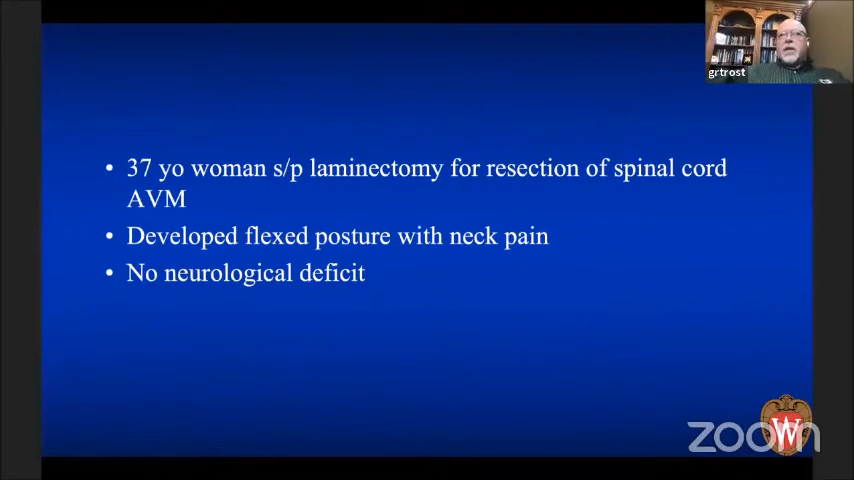 grtrost
• 37 yo woman s/p laminectomy for resection of spinal cord
AVM
• Developed flexed posture with neck pain
• No neurological deficit
zoom
W